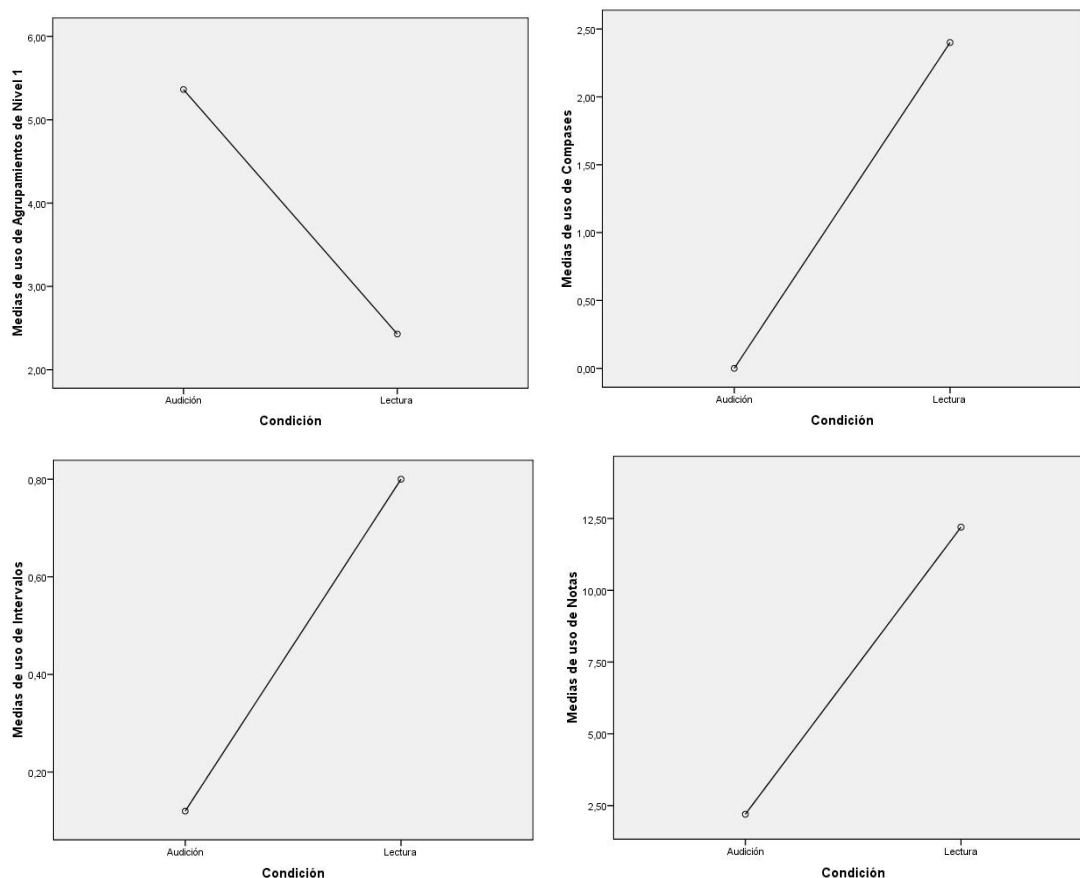 Medias de uso de Agrupamientos de Nivel 1
6,00
5,00
4,00
3,00
2,00
Audición
Lectura
Condición
Medias de uso de Compases
2,50
2,00
1,50
1,00
0,50
0,00
Audición
Lectura
Condición
Medias de uso de Intervalos
0,80
0,60
0,40
0,20
Audición
Lectura
Condición
Medias de uso de Notas
12,50
10,00
7,50
5,00
2,50
Audición
Lectura
Condición